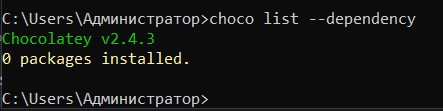 C:\Users\Администратор>choco list --dependency
Chocolatey v2.4.3
0 packages installed.
C:\Users\Администратор>